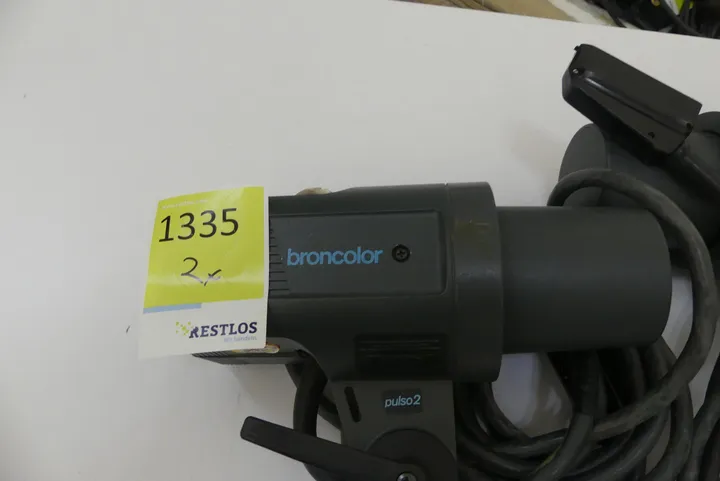 1335
2x
RESTLOS
broncolor
pulso2